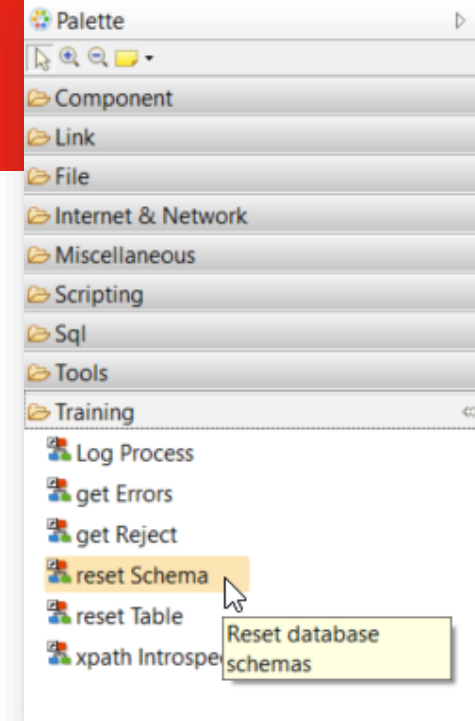 Palette
Component
Link
File
Internet & Network
Miscellaneous
Scripting
Sql
Tools
Training
Log Process
get Errors
get Reject
reset Schema
reset Table
xpath Introspe
Reset database
schemas